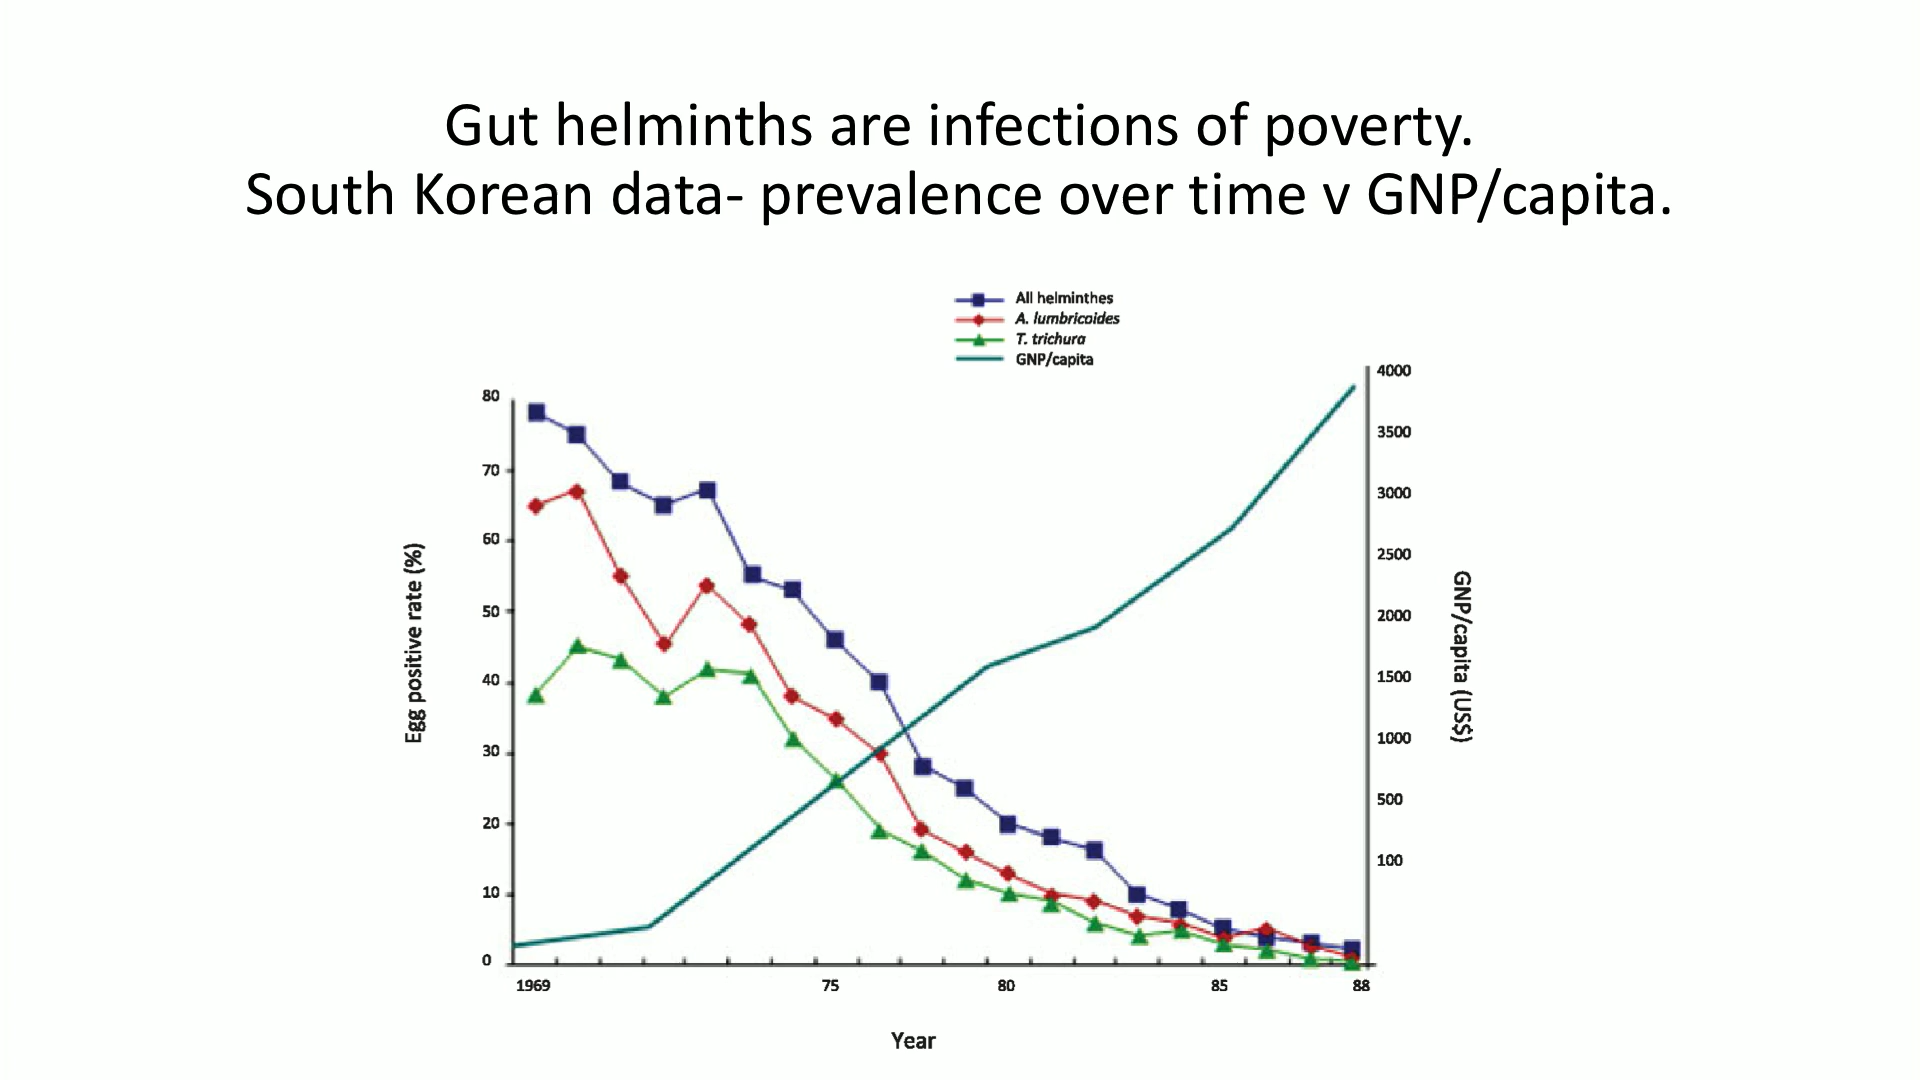 Gut helminths are infections of poverty.
South Korean data- prevalence over time v GNP/capita.
All helminthes
A. lumbricoides
T. trichura
GNP/capita
80
70
60
50
40
30
20
10
0
Egg positive rate (%)
4000
3500
3000
2500
2000
1500
1000
500
100
GNP/capita (US$)
1969
75
80
85
88
Year